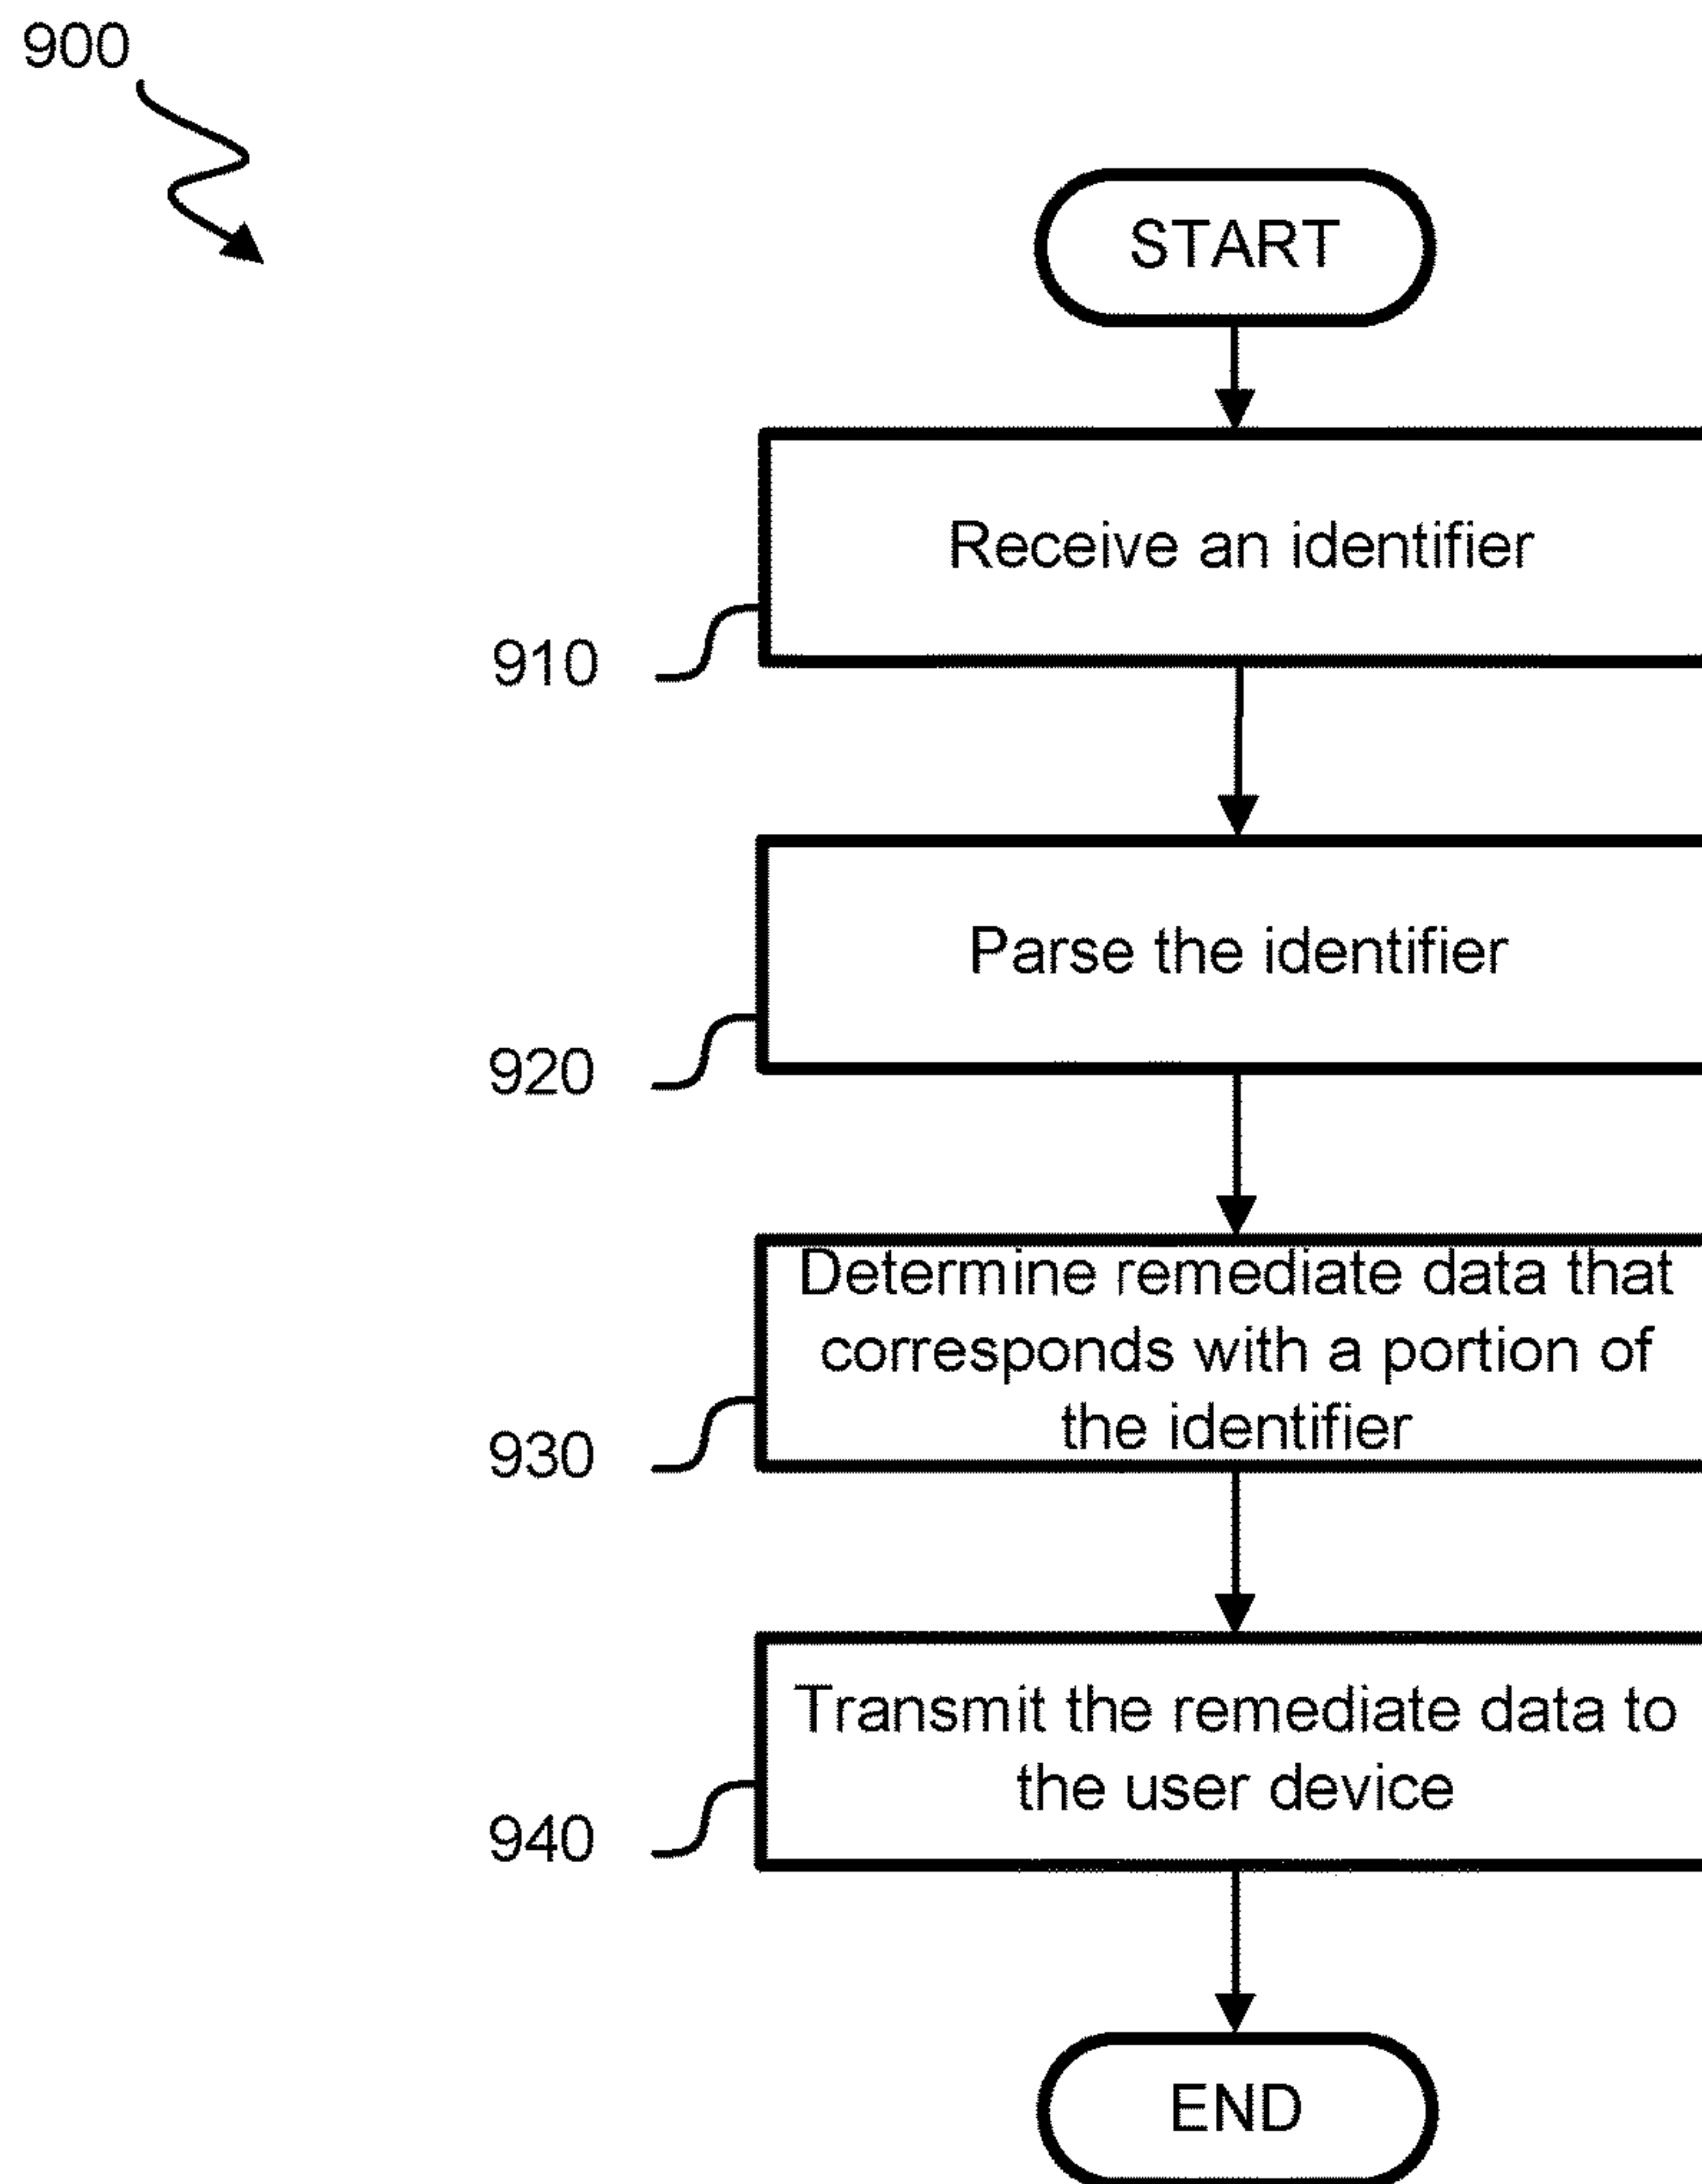 900
START
Receive an identifier
910
Parse the identifier
920
Determine remediate data that
corresponds with a portion of
the identifier
930
Transmit the remediate data to
the user device
940
END